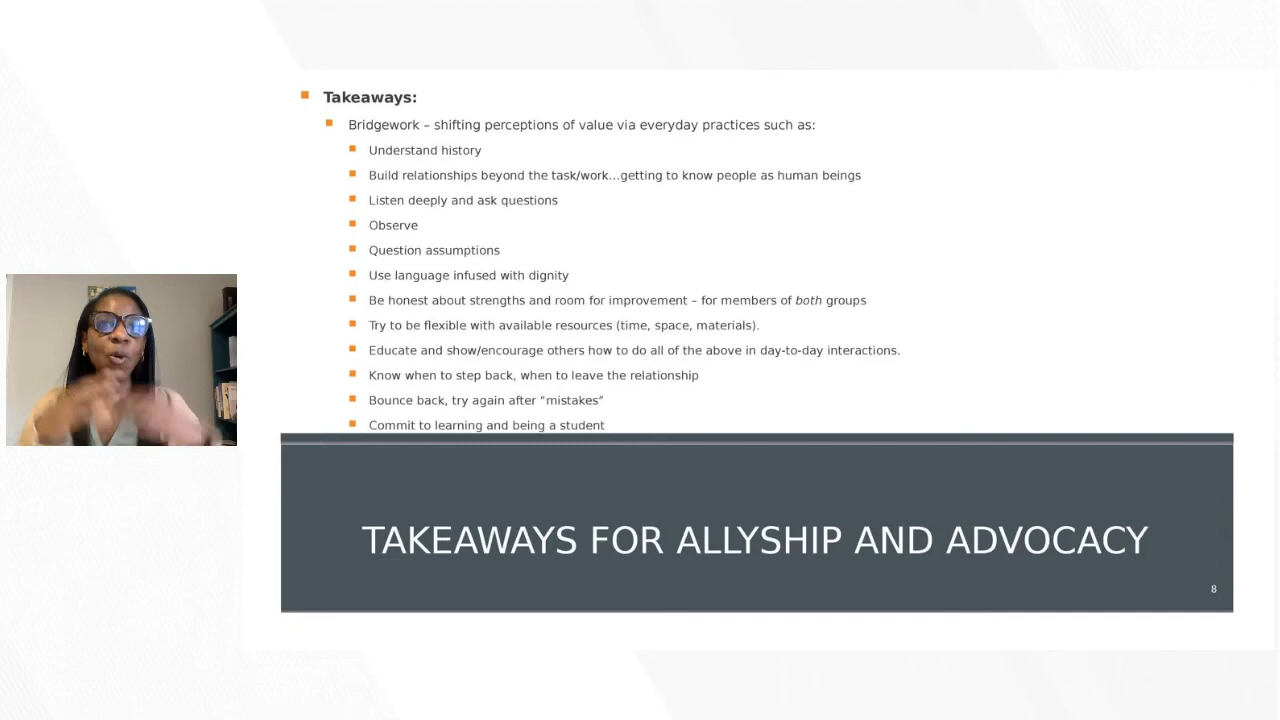 Takeaways:
Bridgework – shifting perceptions of value via everyday practices such as:
Understand history
Build relationships beyond the task/work…getting to know people as human beings
Listen deeply and ask questions
Observe
Question assumptions
Use language infused with dignity
Be honest about strengths and room for improvement – for members of both groups
Try to be flexible with available resources (time, space, materials).
Educate and show/encourage others how to do all of the above in day-to-day interactions.
Know when to step back, when to leave the relationship
Bounce back, try again after “mistakes”
Commit to learning and being a student
TAKEAWAYS FOR ALLYSHIP AND ADVOCACY
8